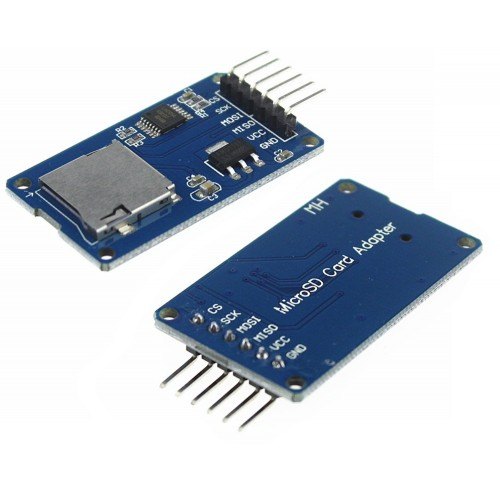 CS
SCK
MOSI
MISO
VCC
GND
MH
MicroSD Card Adapter
CS
SCK
MOSI
MISO
VCC
GND